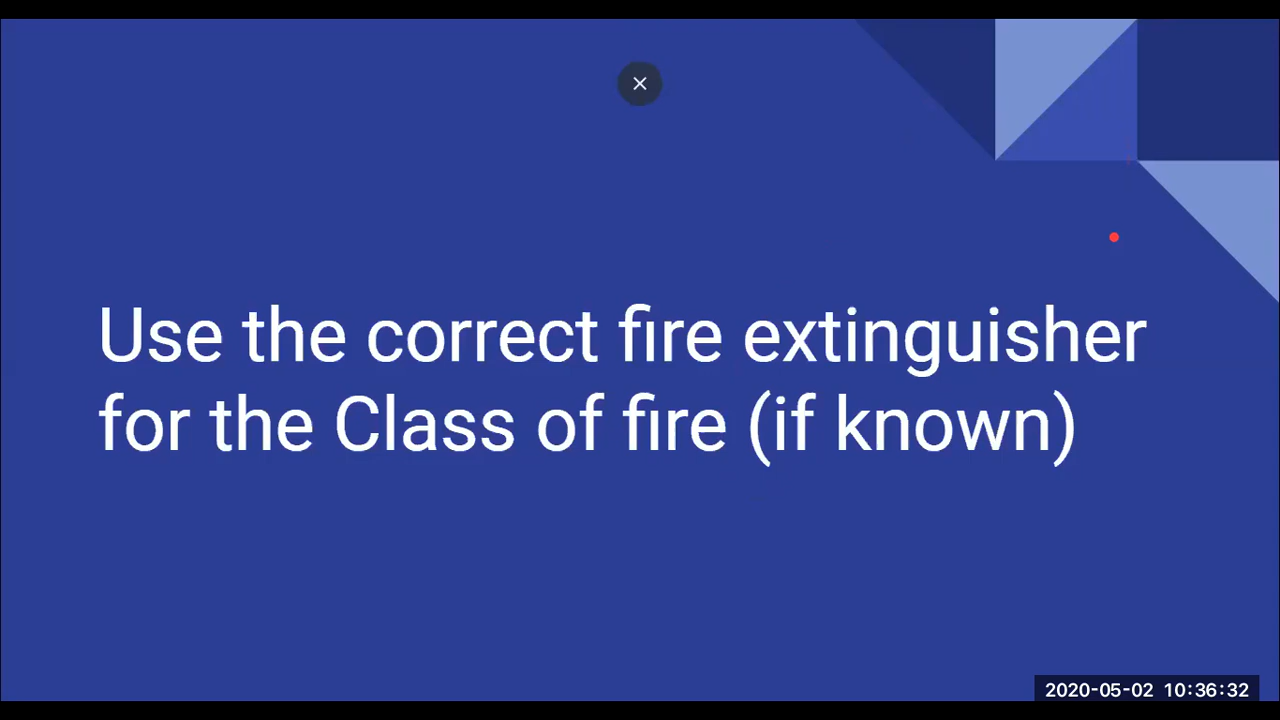 Use the correct fire extinguisher
for the Class of fire (if known)
2020-05-02 10:36:32